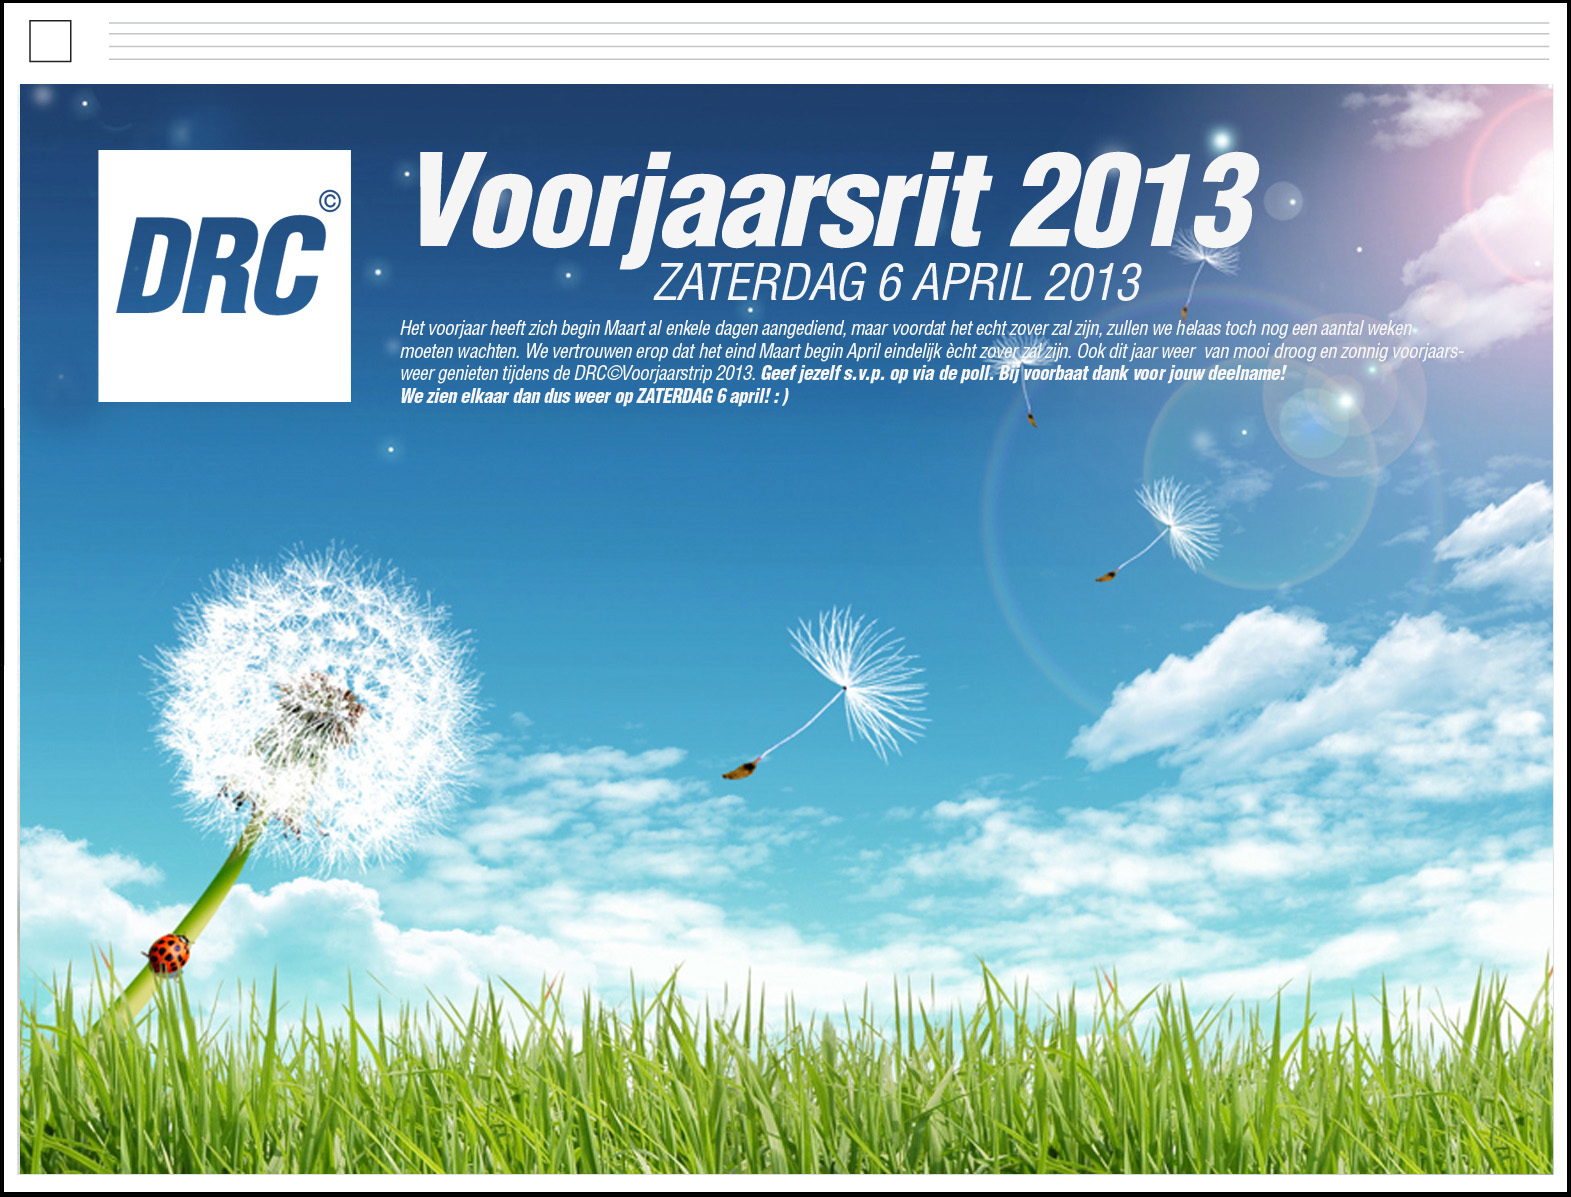 DRC©
Voorjaarsrit 2013
ZATERDAG 6 APRIL 2013
Het voorjaar heeft zich begin Maart al enkele dagen aangediend, maar voordat het echt zover zal zijn, zullen we helaas toch nog een aantal weken
moeten wachten. We vertrouwen erop dat het eind Maart begin April eindelijk ècht zover zal zijn. Ook dit jaar weer van mooi droog en zonnig voorjaars-
weer genieten tijdens de DRC©Voorjaarstrip 2013. Geef jezelf s.v.p. op via de poll. Bij voorbaat dank voor jouw deelname!
We zien elkaar dan dus weer op ZATERDAG 6 april! : )